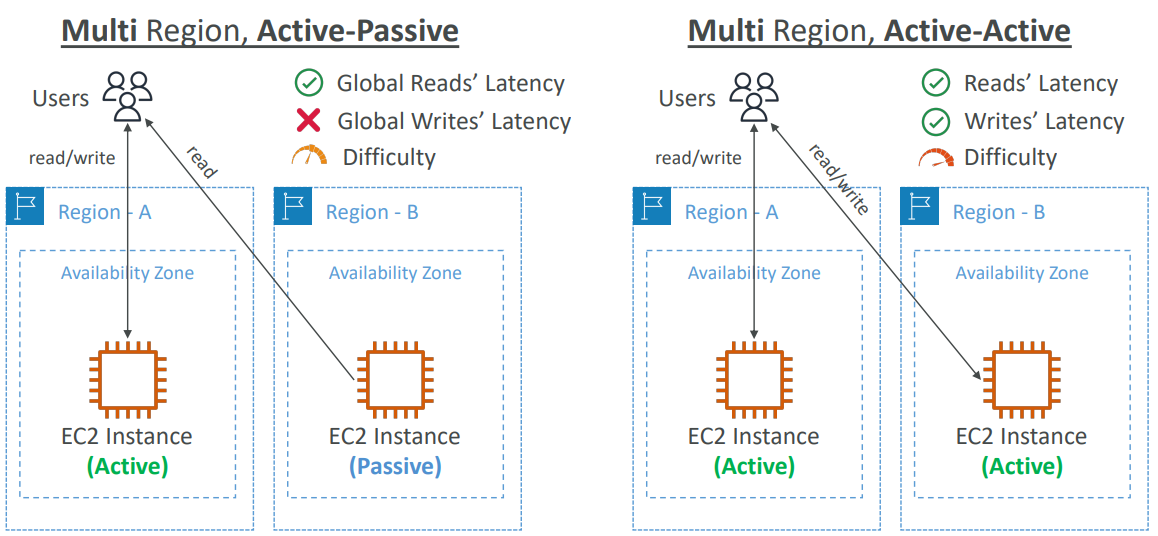 Multi Region, Active-Passive
Users
Global Reads’ Latency
Global Writes’ Latency
Difficulty
read/write
read
Region - A
Region - B
Availability Zone
Availability Zone
EC2 Instance
(Active)
EC2 Instance
(Passive)
Multi Region, Active-Active
Users
Reads’ Latency
Writes’ Latency
Difficulty
read/write
read/write
Region - A
Region - B
Availability Zone
Availability Zone
EC2 Instance
(Active)
EC2 Instance
(Active)